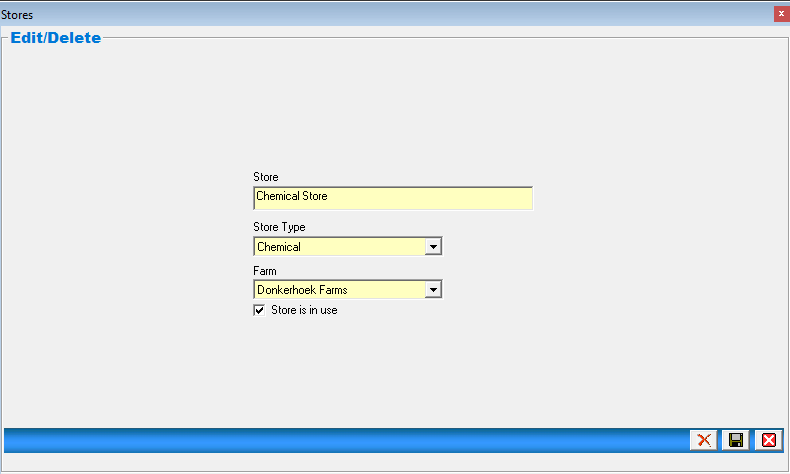 Stores
Edit/Delete
Store
Chemical Store
Store Type
Chemical
Farm
Donkerhoek Farms
Store is in use